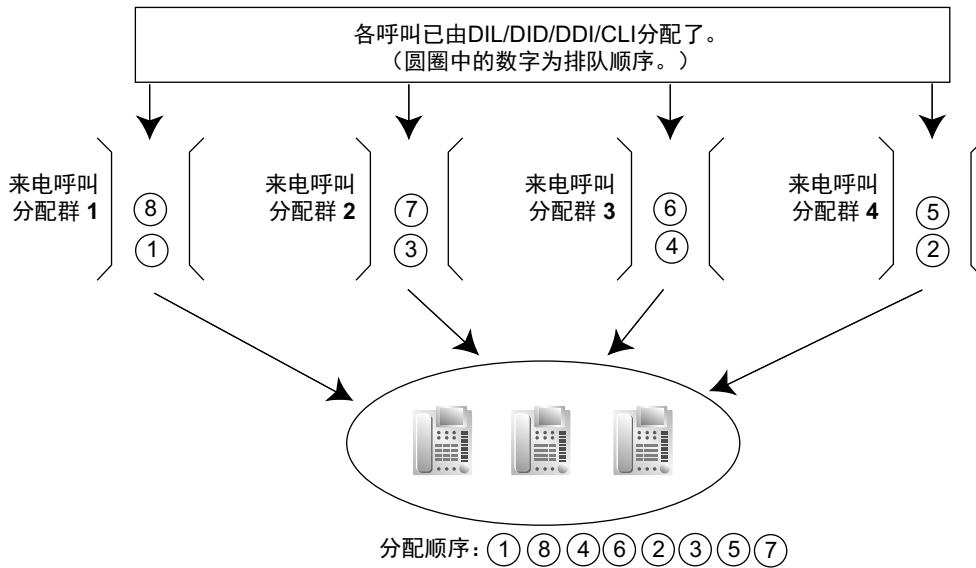 各呼叫已由DIL/DID/DDI/CLI分配了。
（圆圈中的数字为排队顺序。）
来电呼叫
分配群 1
8
1
来电呼叫
分配群 2
7
3
来电呼叫
分配群 3
6
4
来电呼叫
分配群 4
5
2
分配顺序：1 8 4 6 2 3 5 7